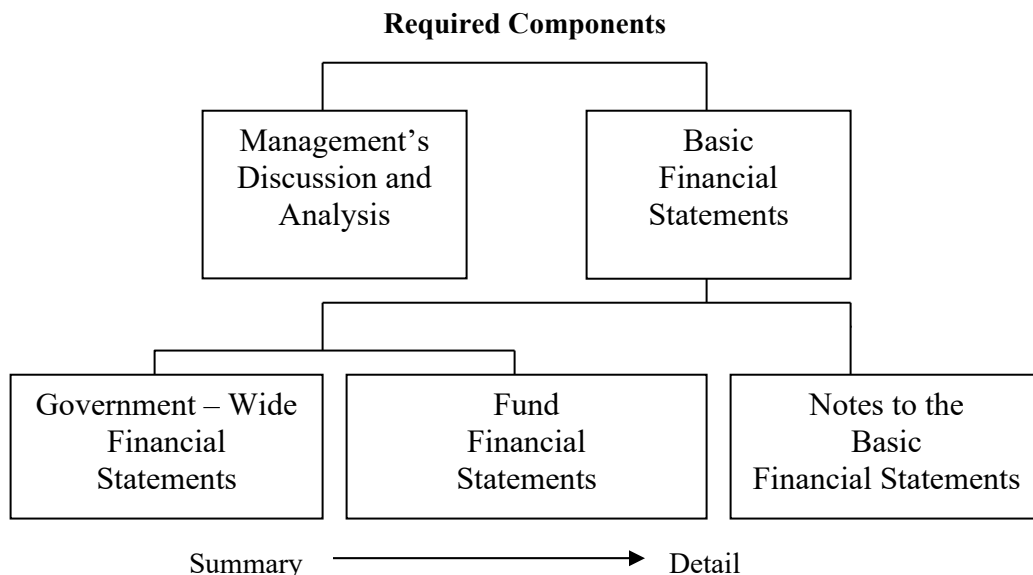 Required Components
Management’s
Discussion and
Analysis
Basic
Financial
Statements
Government – Wide
Financial
Statements
Fund
Financial
Statements
Notes to the
Basic
Financial Statements
Summary
Detail